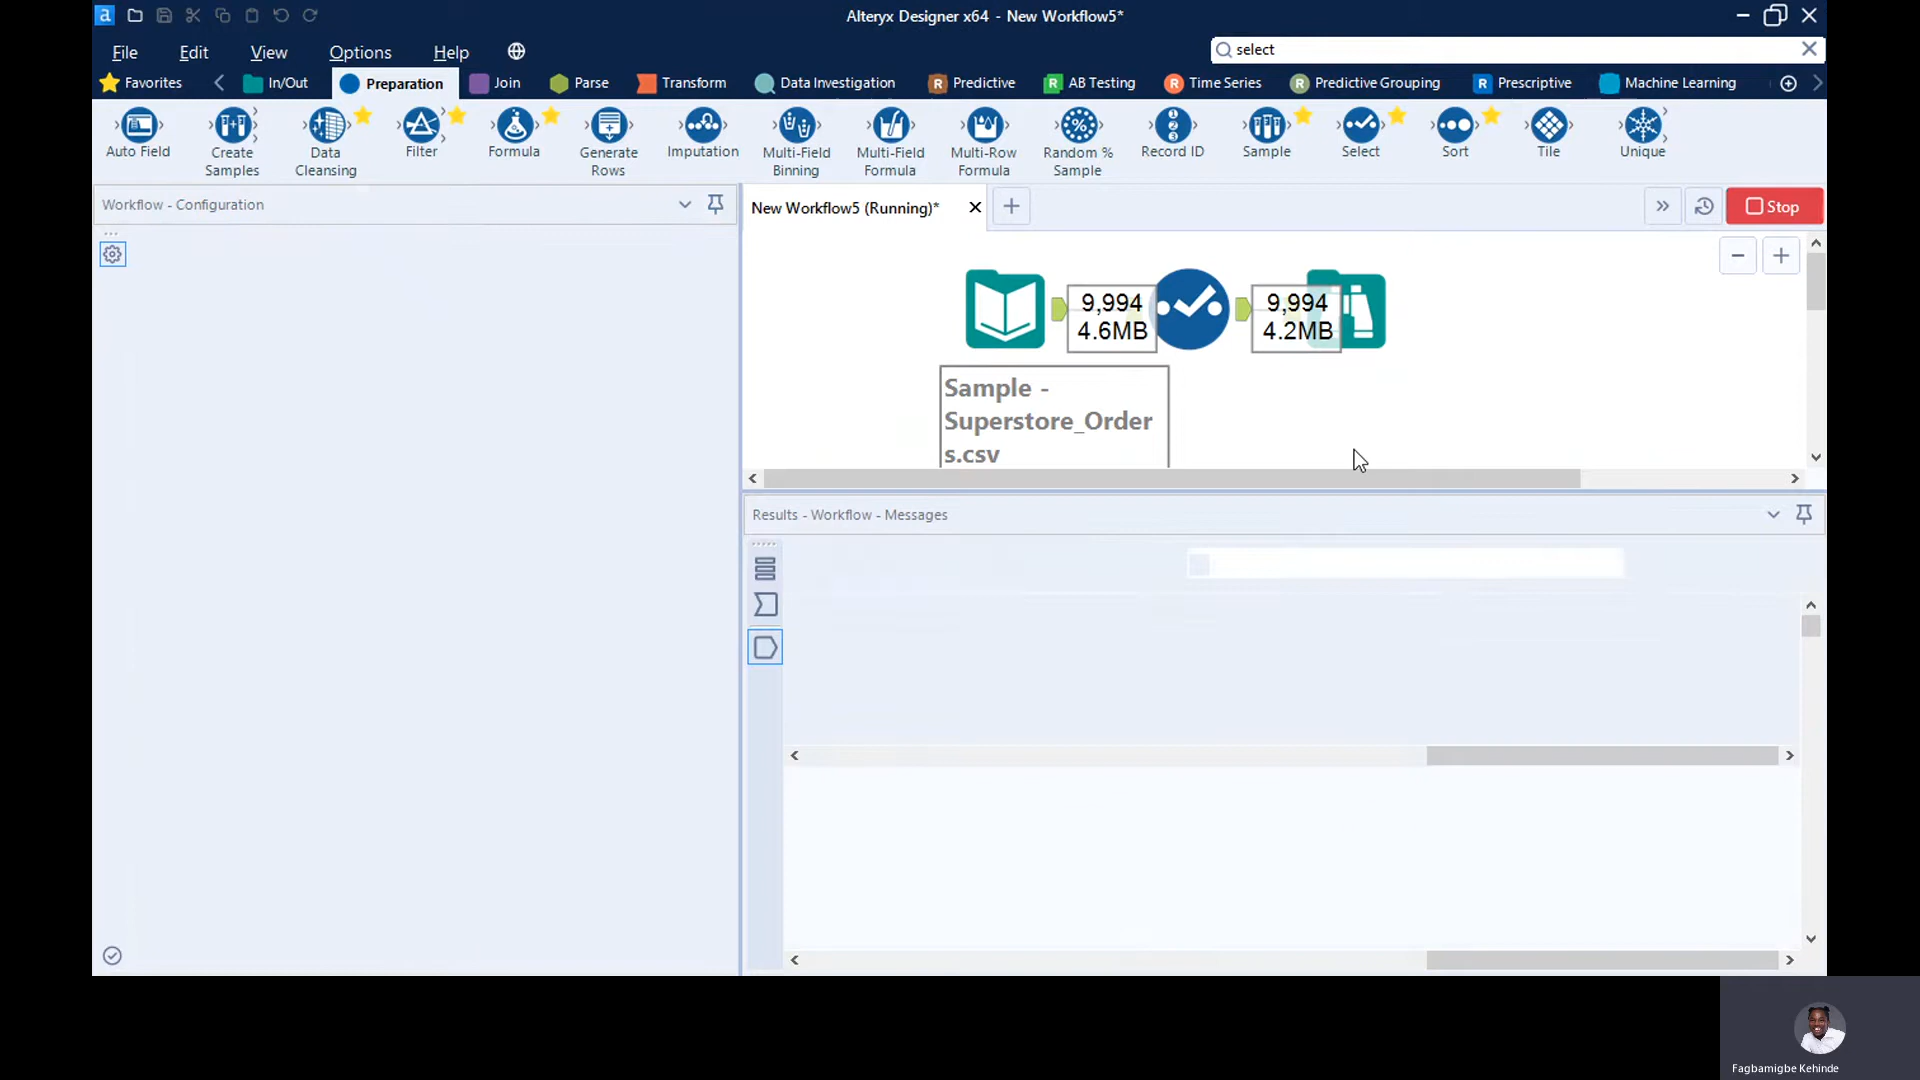 a
Alteryx Designer x64 - New Workflow5*
File Edit View Options Help
select
Favorites In/Out Preparation Join Parse Transform Data Investigation R Predictive R AB Testing R Time Series R Predictive Grouping R Prescriptive Machine Learning
Auto Field
Create Samples
Data Cleansing
Filter
Formula
Generate Rows
Imputation
Multi-Field Binning
Multi-Field Formula
Multi-Row Formula
Random % Sample
Record ID
Sample
Select
Sort
Tile
Unique
Workflow - Configuration
New Workflow5 (Running)*
Stop
9,994
4.6MB
9,994
4.2MB
Sample -
Superstore_Order
s.csv
Results - Workflow - Messages
Fagbamigbe Kehinde